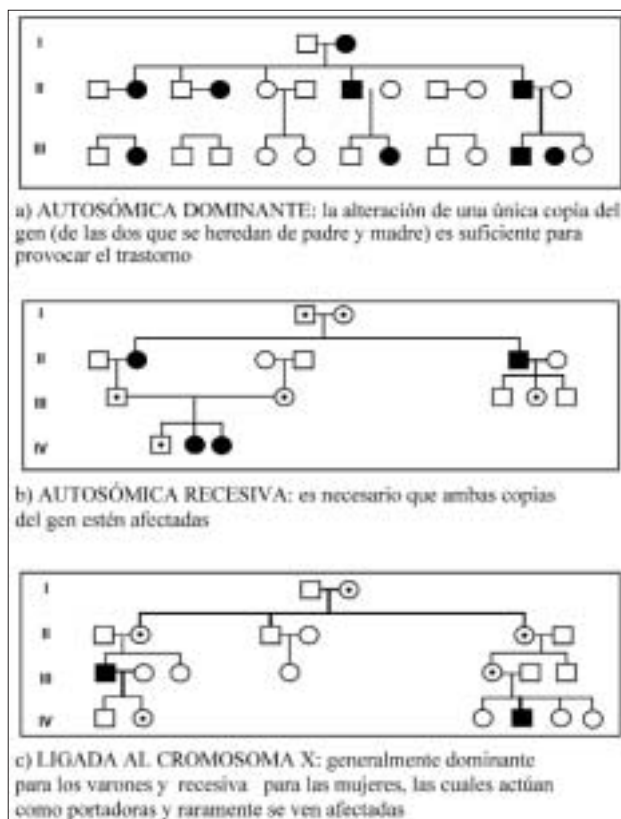 I
II
III
a) AUTOSÓMICA DOMINANTE: la alteración de una única copia del
gen (de las dos que se heredan de padre y madre) es suficiente para
provocar el trastorno
I
II
III
IV
b) AUTOSÓMICA RECESIVA: es necesario que ambas copias
del gen estén afectadas
I
II
III
IV
c) LIGADA AL CROMOSOMA X: generalmente dominante
para los varones y recesiva para las mujeres, las cuales actúan
como portadoras y raramente se ven afectadas